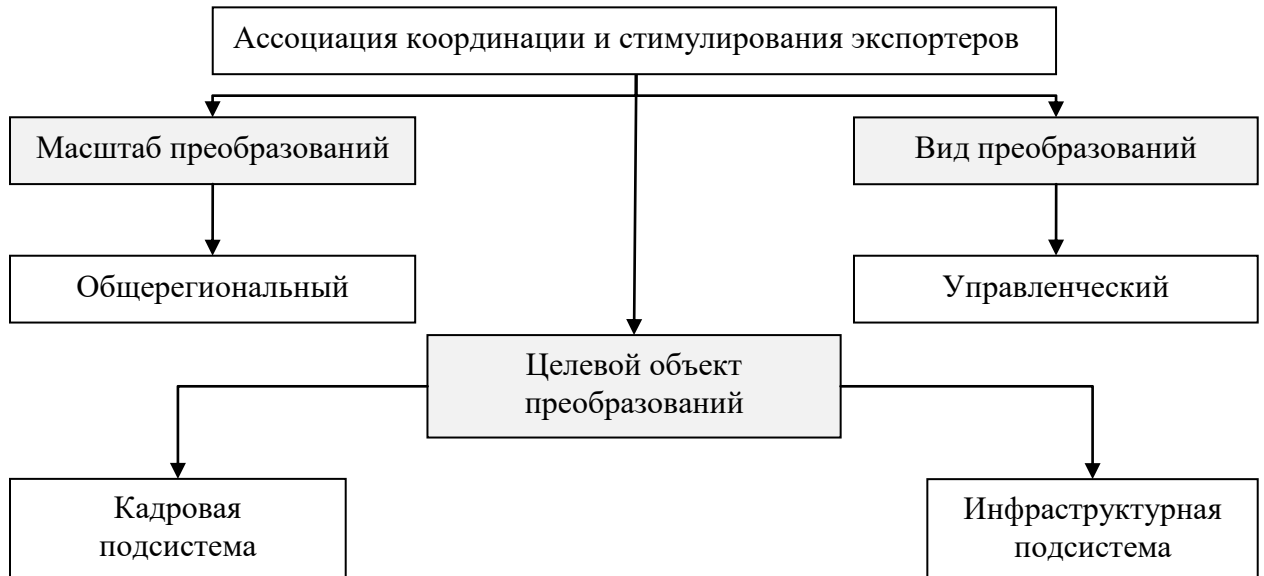 Ассоциация координации и стимулирования экспортеров
Масштаб преобразований
Вид преобразований
Общерегиональный
Управленческий
Целевой объект
преобразований
Кадровая
подсистема
Инфраструктурная
подсистема